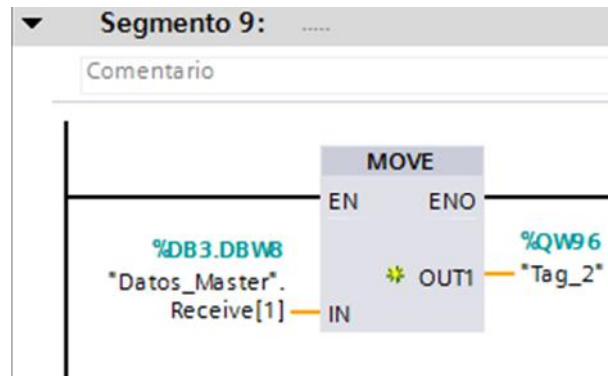 Segmento 9: .....
Comentario
MOVE
EN ENO
%DB3.DBW8
"Datos_Master".
Receive[1]
IN
OUT1
%QW96
"Tag_2"